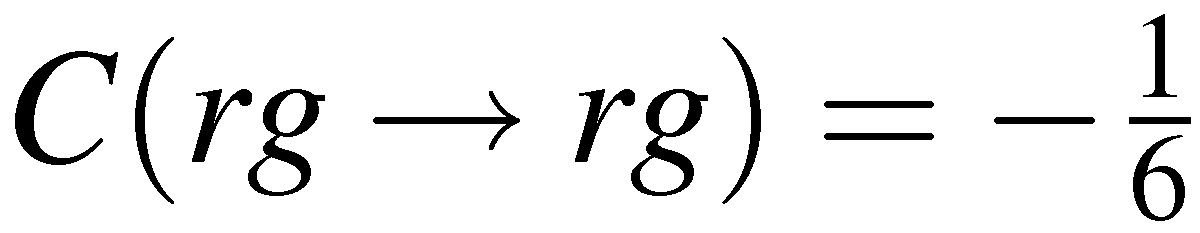 C(rg → rg) = −1/6